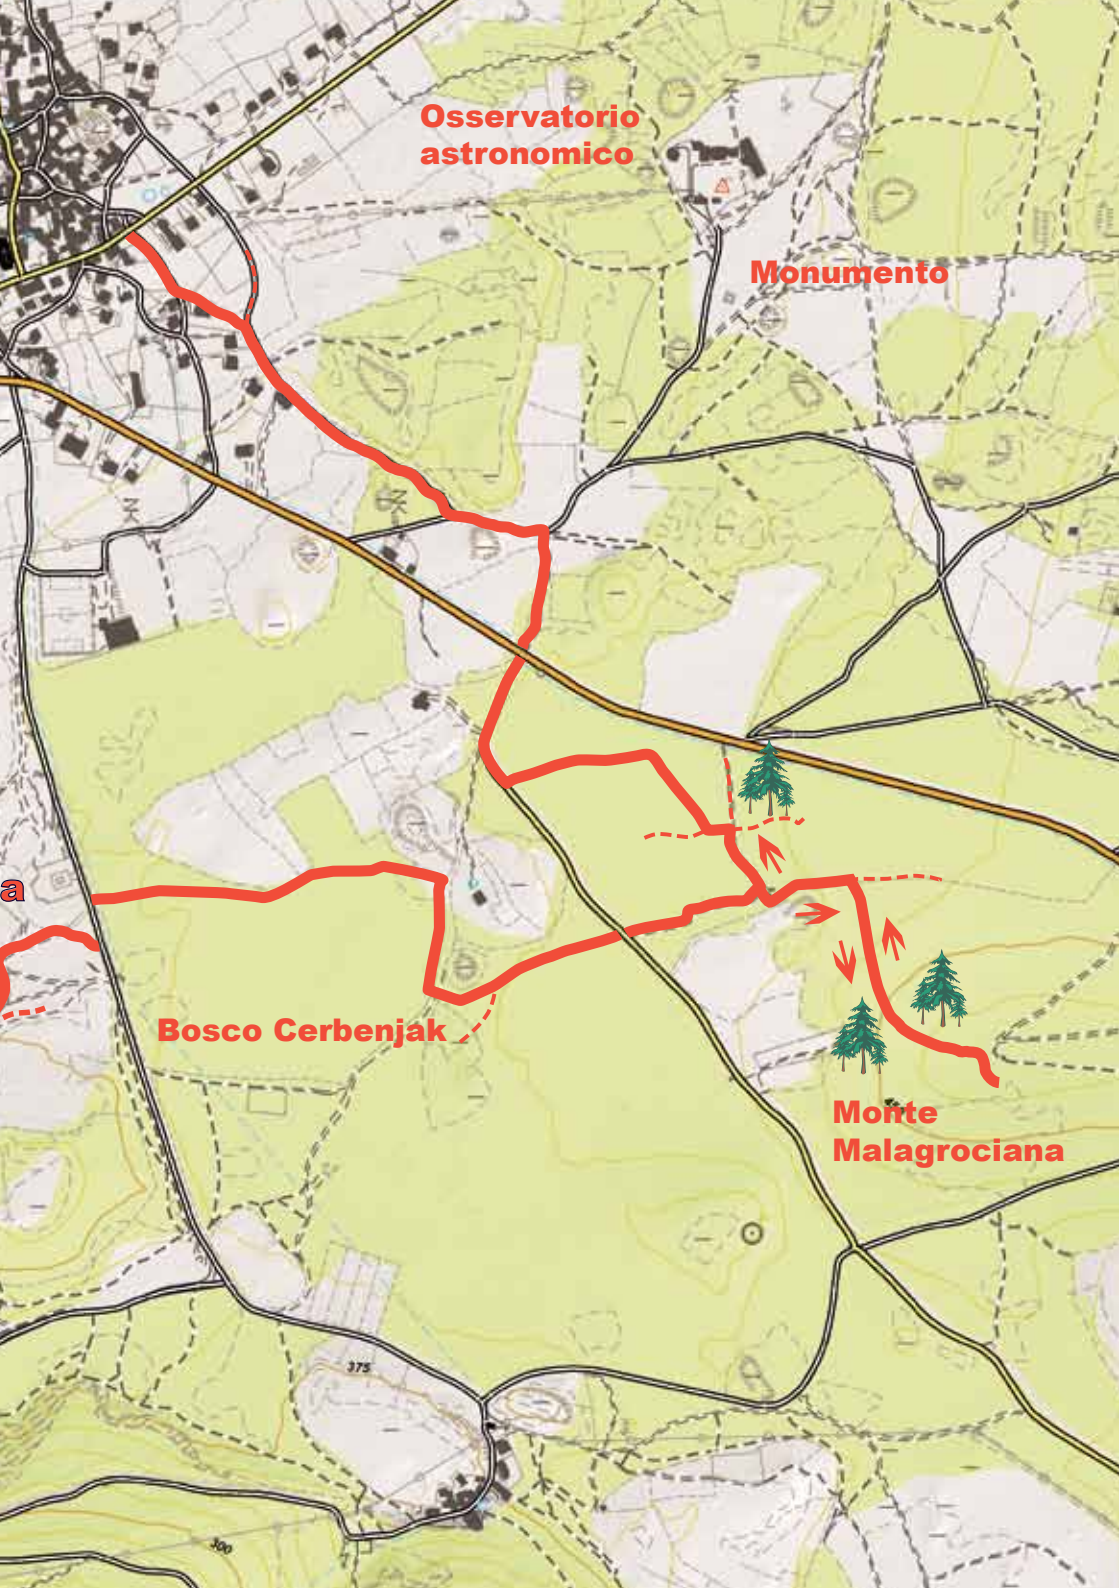 Osservatorio
astronomico
Monumento
a
Bosco Cerbenjak
Monte
Malagrociana
375
300